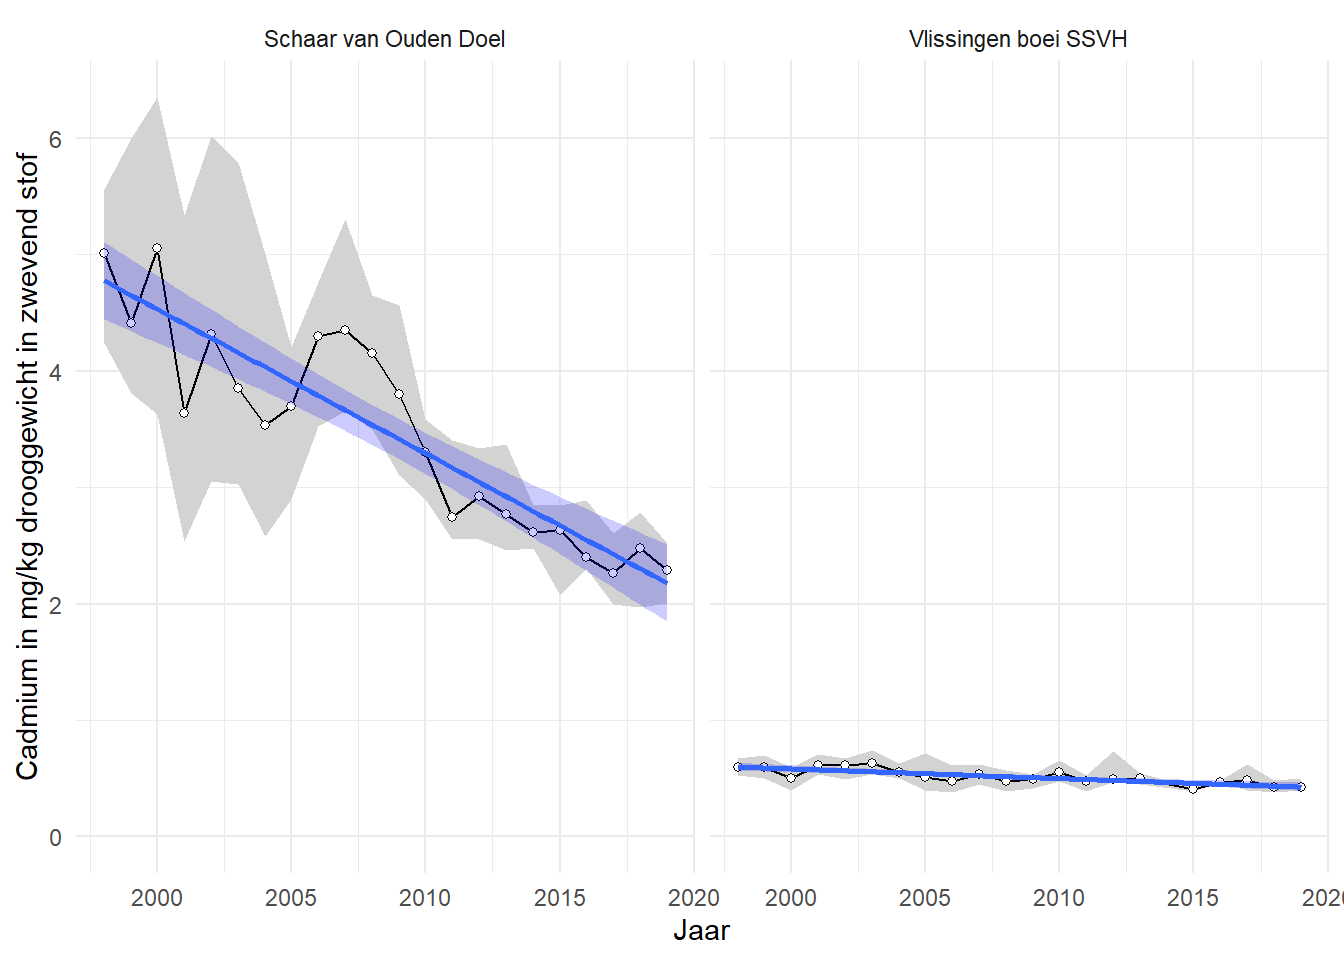 Schaar van Ouden Doel
Vlissingen boei SSVH
Cadmium in mg/kg drooggewicht in zwevend stof
6
4
2
0
2000 2005 2010 2015 2020
2000 2005 2010 2015 2020
Jaar